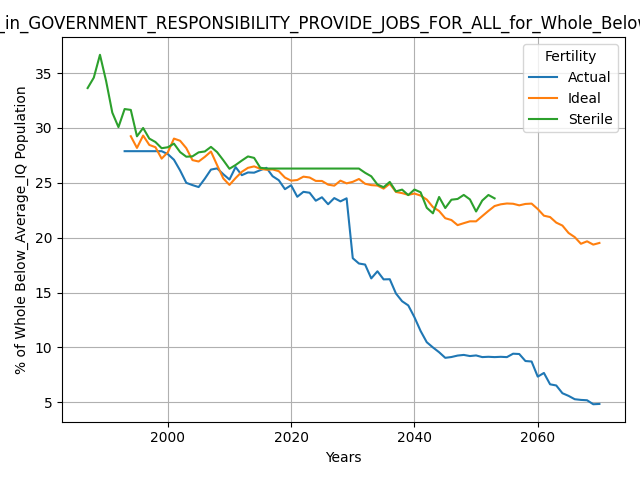 _in_GOVERNMENT_RESPONSIBILITY_PROVIDE_JOBS_FOR_ALL_for_Whole_Below
Fertility
Actual
Ideal
Sterile
% of Whole Below_Average_IQ Population
35
30
25
20
15
10
5
2000 2020 2040 2060
Years